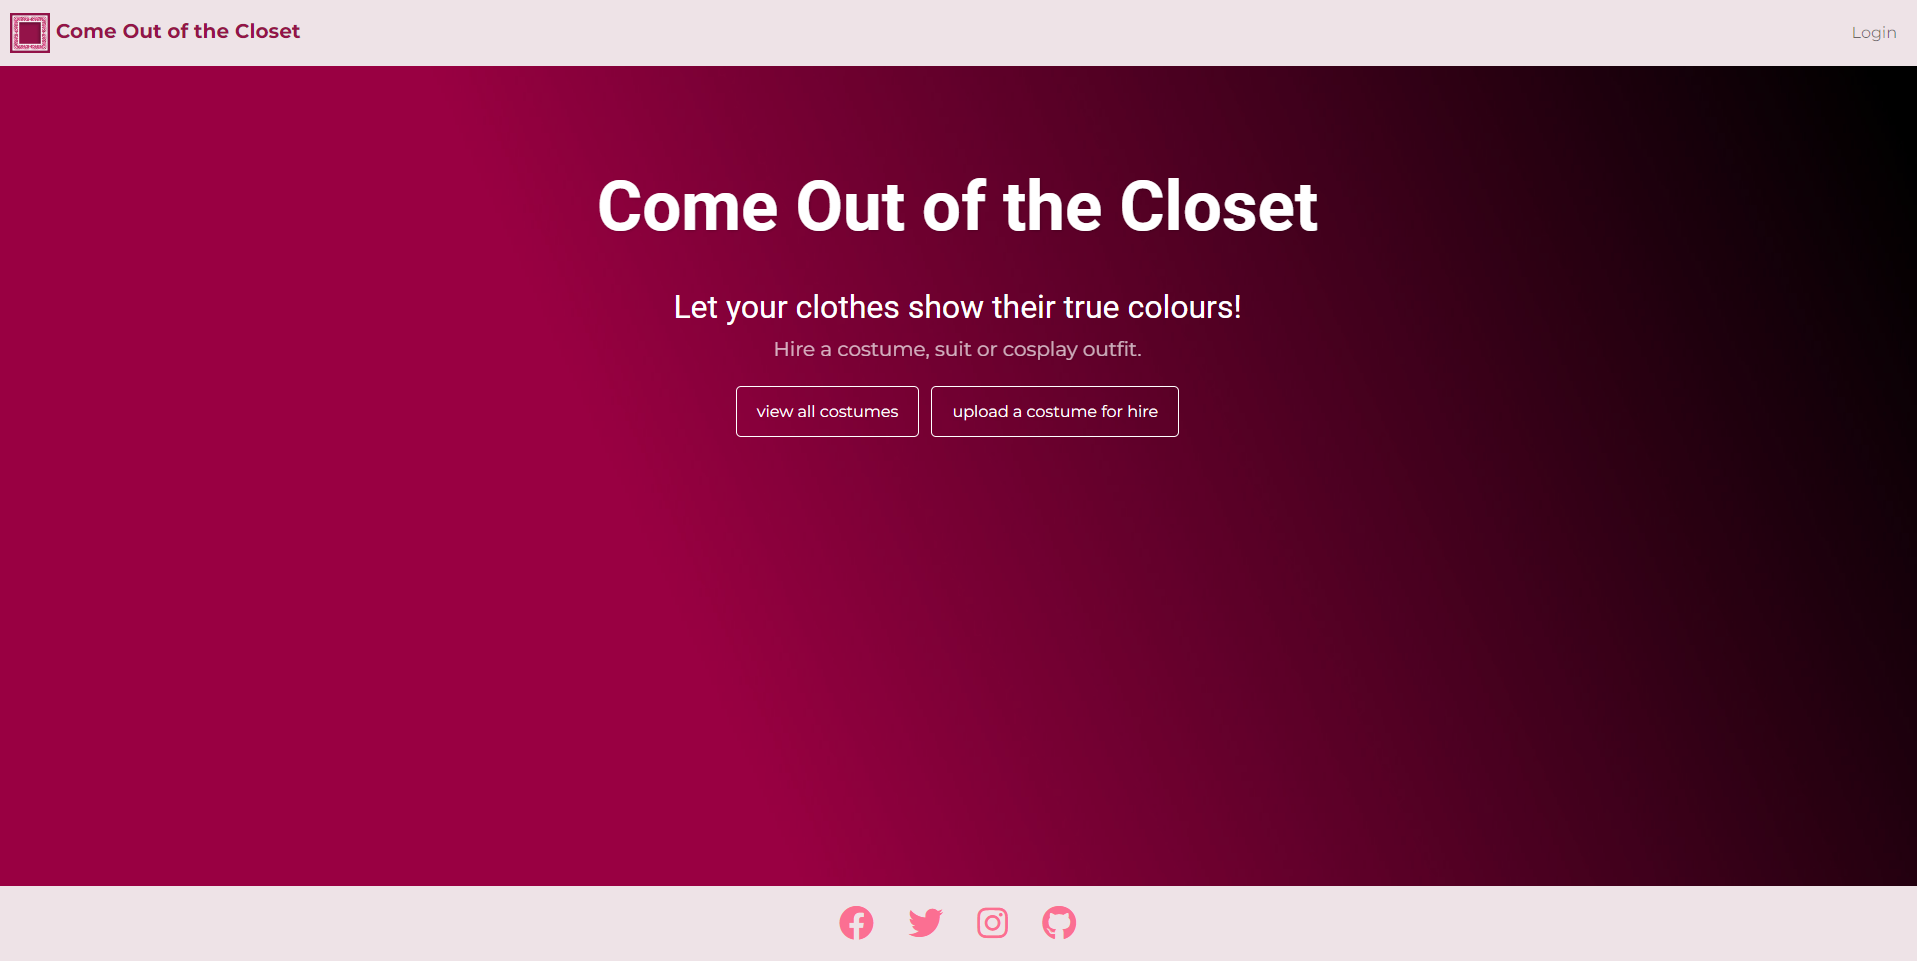 Come Out of the Closet
Login
Come Out of the Closet
Let your clothes show their true colours!
Hire a costume, suit or cosplay outfit.
view all costumes
upload a costume for hire